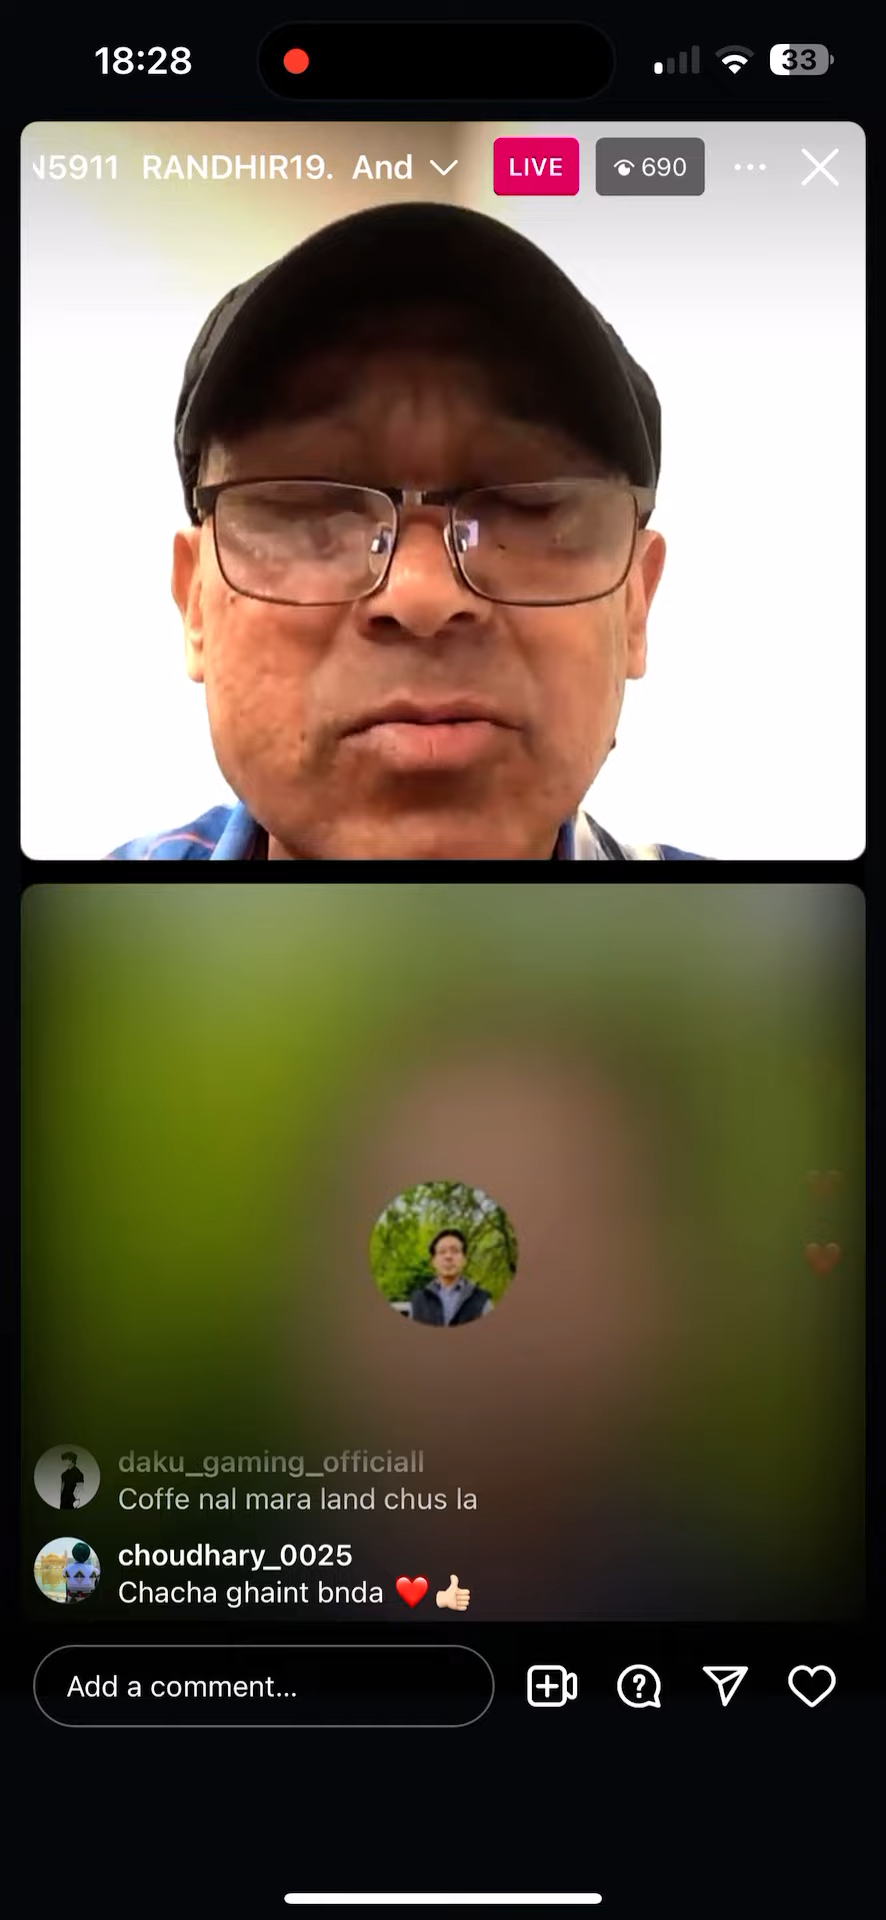 18:28
33
N5911 RANDHIR19. And
LIVE
690
daku_gaming_officiall
Coffe nal mara land chus la
choudhary_0025
Chacha ghaint bnda ❤️👍🏻
Add a comment...